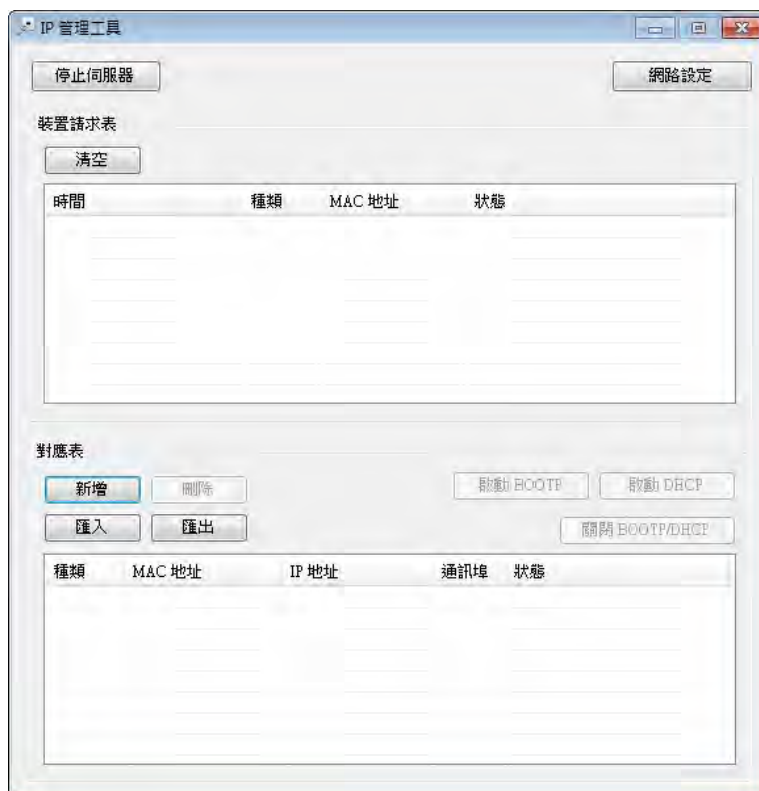 IP 管理工具
停止伺服器 網路設定
裝置請求表
清空
時間 種類 MAC 地址 狀態
對應表
新增 刪除 啟動 BOOTP 啟動 DHCP
匯入 匯出 關閉 BOOTP/DHCP
種類 MAC 地址 IP 地址 通訊埠 狀態